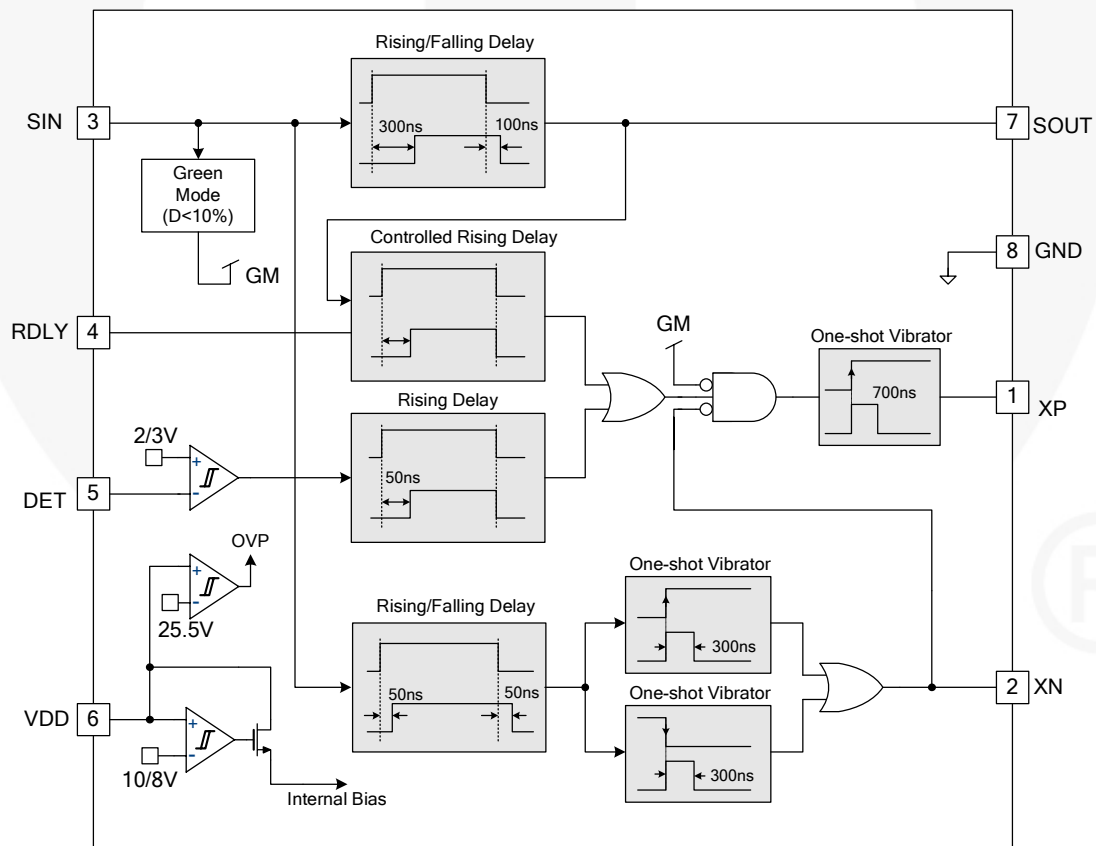 Rising/Falling Delay
SIN
3
300ns
100ns
7
SOUT
Green
Mode
(D<10%)
GM
Controlled Rising Delay
8
GND
RDLY
4
GM
One-shot Vibrator
700ns
1
XP
Rising Delay
2/3V
+
-
50ns
DET
5
OVP
+
-
25.5V
One-shot Vibrator
300ns
Rising/Falling Delay
50ns
50ns
One-shot Vibrator
300ns
2
XN
VDD
6
+
-
10/8V
Internal Bias
®